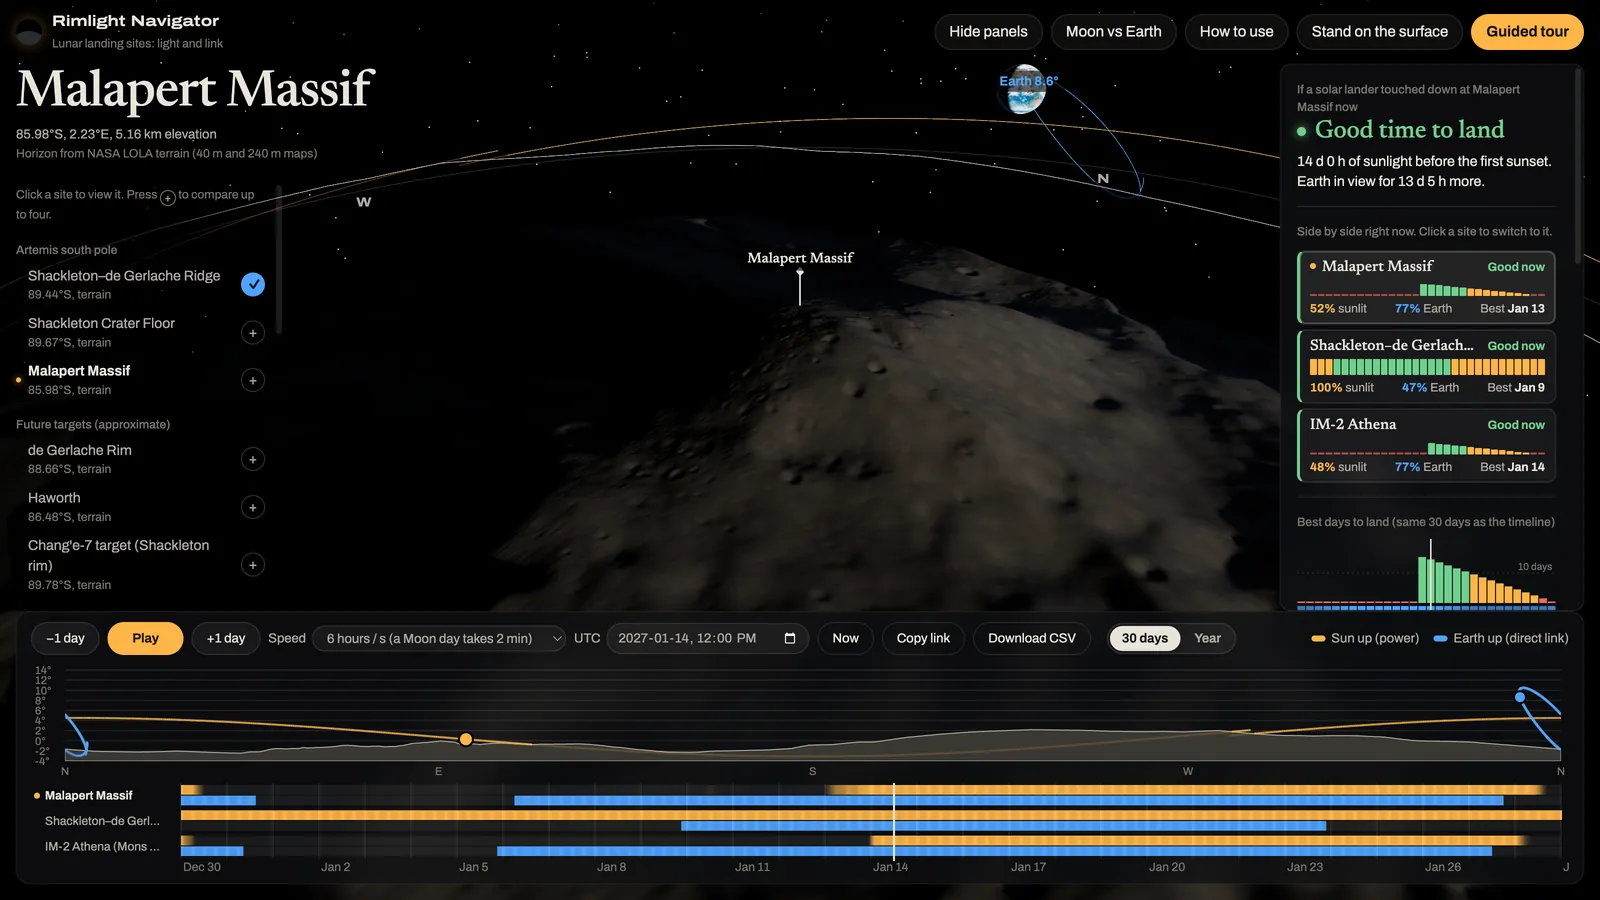 Rimlight Navigator
Lunar landing sites: light and link
Hide panels
Moon vs Earth
How to use
Stand on the surface
Guided tour
Malapert Massif
85.98°S, 2.23°E, 5.16 km elevation
Horizon from NASA LOLA terrain (40 m and 240 m maps)
Click a site to view it. Press + to compare up
to four.
Artemis south pole
Shackleton–de Gerlache Ridge
89.44°S, terrain
Shackleton Crater Floor
89.67°S, terrain
+
Malapert Massif
85.98°S, terrain
+
Future targets (approximate)
de Gerlache Rim
88.66°S, terrain
+
Haworth
86.48°S, terrain
+
Chang'e-7 target (Shackleton
rim)
89.78°S, terrain
+
W
Earth 8.6°
N
Malapert Massif
If a solar lander touched down at Malapert
Massif now
Good time to land
14 d 0 h of sunlight before the first sunset.
Earth in view for 13 d 5 h more.
Side by side right now. Click a site to switch to it.
Malapert Massif
Good now
52% sunlit
77% Earth
Best Jan 13
Shackleton–de Gerlach...
Good now
100% sunlit
47% Earth
Best Jan 9
IM-2 Athena
Good now
48% sunlit
77% Earth
Best Jan 14
Best days to land (same 30 days as the timeline)
10 days
−1 day
Play
+1 day
Speed
6 hours / s (a Moon day takes 2 min)
UTC
2027-01-14, 12:00 PM
Now
Copy link
Download CSV
30 days
Year
Sun up (power)
Earth up (direct link)
14°
12°
10°
8°
6°
4°
2°
0°
-2°
-4°
N
E
S
W
N
Malapert Massif
Shackleton–de Gerl...
IM-2 Athena (Mons ...
Dec 30
Jan 2
Jan 5
Jan 8
Jan 11
Jan 14
Jan 17
Jan 20
Jan 23
Jan 26
J